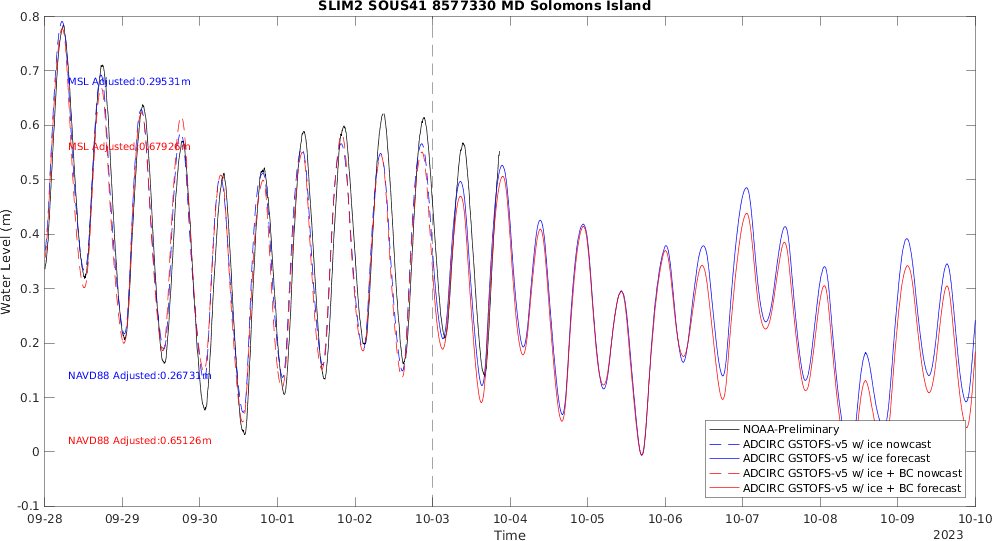 SLIM2 SOUS41 8577330 MD Solomons Island
0.8
0.7
0.6
0.5
0.4
0.3
0.2
0.1
0
-0.1
Water Level (m)
MSL Adjusted:0.29531m
MSL Adjusted:0.67926m
NAVD88 Adjusted:0.26731m
NAVD88 Adjusted:0.65126m
NOAA-Preliminary
ADCIRC GSTOFS-v5 w/ ice nowcast
ADCIRC GSTOFS-v5 w/ ice forecast
ADCIRC GSTOFS-v5 w/ ice + BC nowcast
ADCIRC GSTOFS-v5 w/ ice + BC forecast
09-28 09-29 09-30 10-01 10-02 10-03 10-04 10-05 10-06 10-07 10-08 10-09 10-10
Time
2023